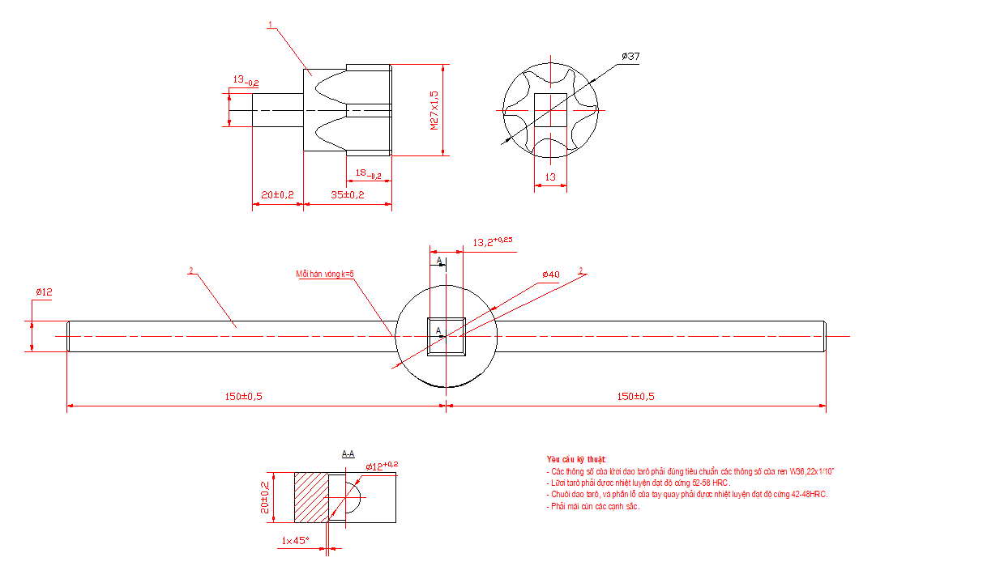 1
13-0,2
M27x1,5
18-0,2
20±0,2
35±0,2
Ø37
13
13,2+0,25
A
2
Mối hàn vòng k=5
Ø40
2
Ø12
A
150±0,5
150±0,5
A-A
Ø12+0,2
20±0,2
1x45°
Yêu cầu kỹ thuật:
- Các thông số của lưỡi dao tarô phải đúng tiêu chuẩn các thông số của ren W36,22x1/10"
- Lưỡi tarô phải được nhiệt luyện đạt độ cứng 52-58 HRC.
- Chuôi dao tarô, và phần lỗ của tay quay phải được nhiệt luyện đạt độ cứng 42-48HRC.
- Phải mài cùn các cạnh sắc.